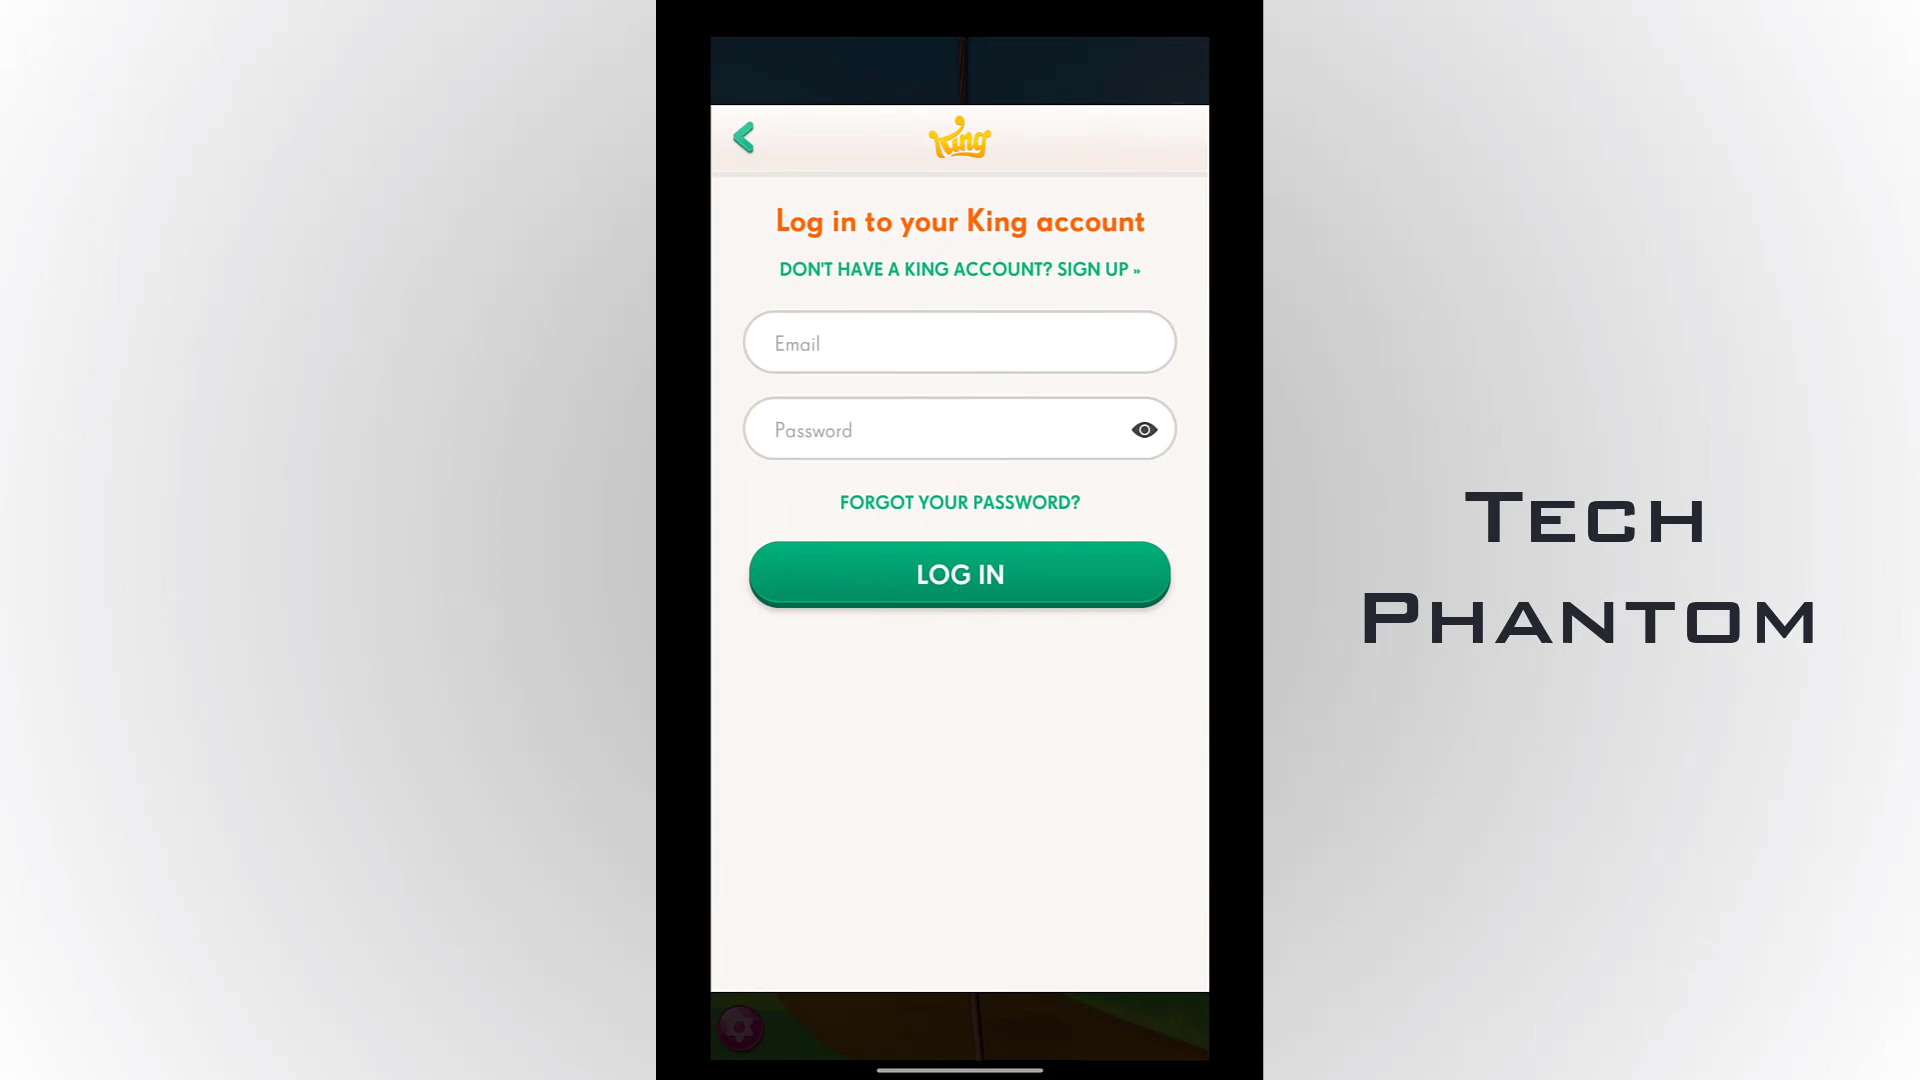 King
Log in to your King account
DON'T HAVE A KING ACCOUNT? SIGN UP »
Email
Password
FORGOT YOUR PASSWORD?
LOG IN
TECH
PHANTOM